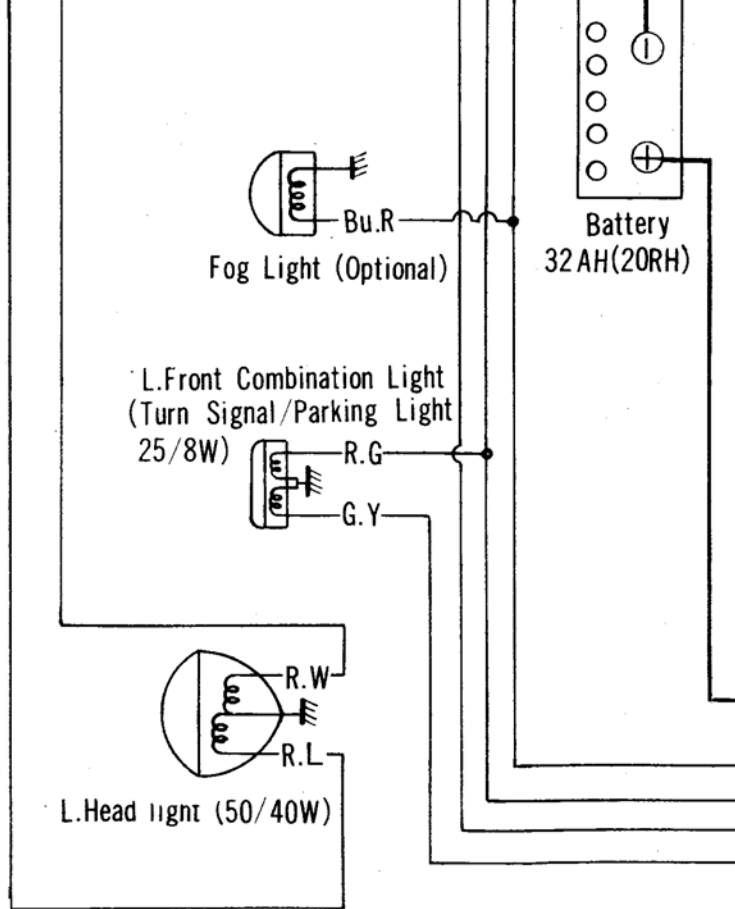 Bu.R
Fog Light (Optional)
Battery
32AH(20RH)
L.Front Combination Light
(Turn Signal/Parking Light
25/8W)
R.G
G.Y
R.W
R.L
L.Head light (50/40W)